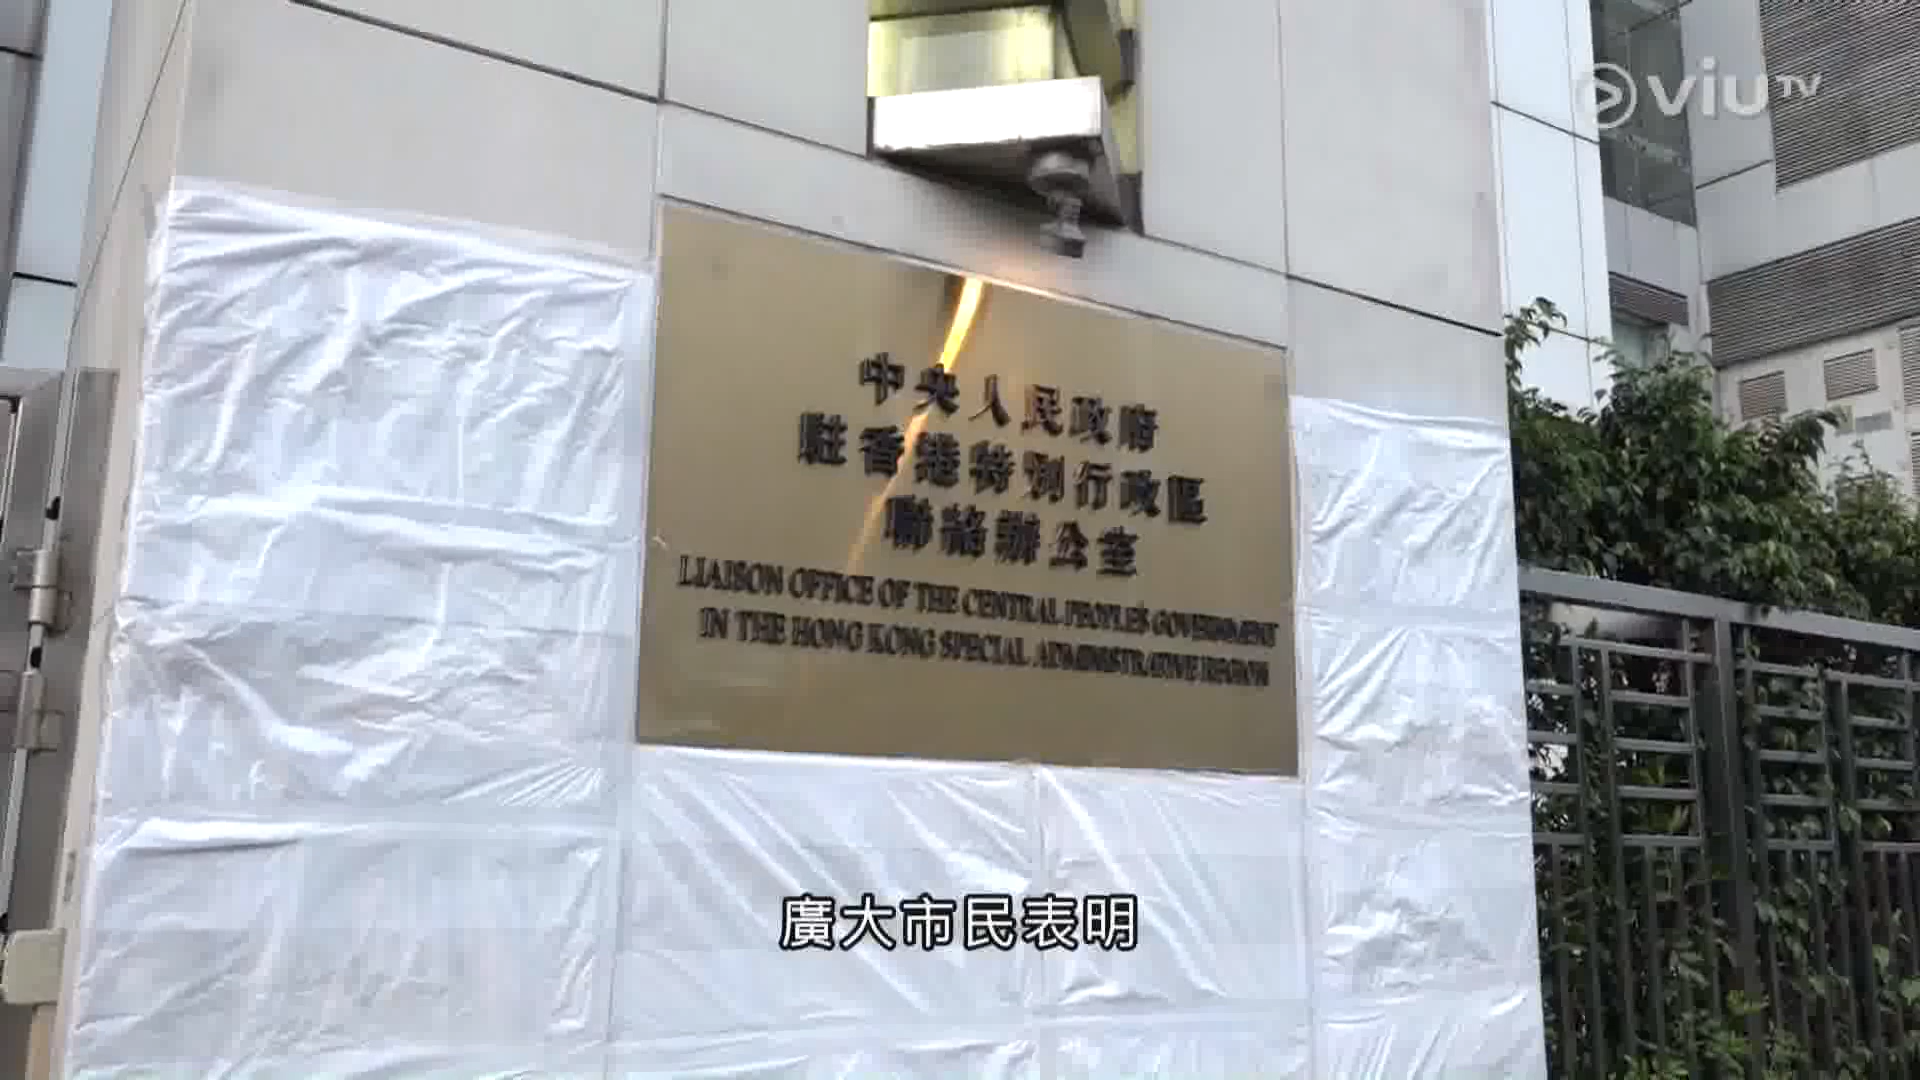 viuTV
中央人民政府
駐香港特別行政區
聯絡辦公室
LIAISON OFFICE OF THE CENTRAL PEOPLE'S GOVERNMENT
IN THE HONG KONG SPECIAL ADMINISTRATIVE REGION
廣大市民表明